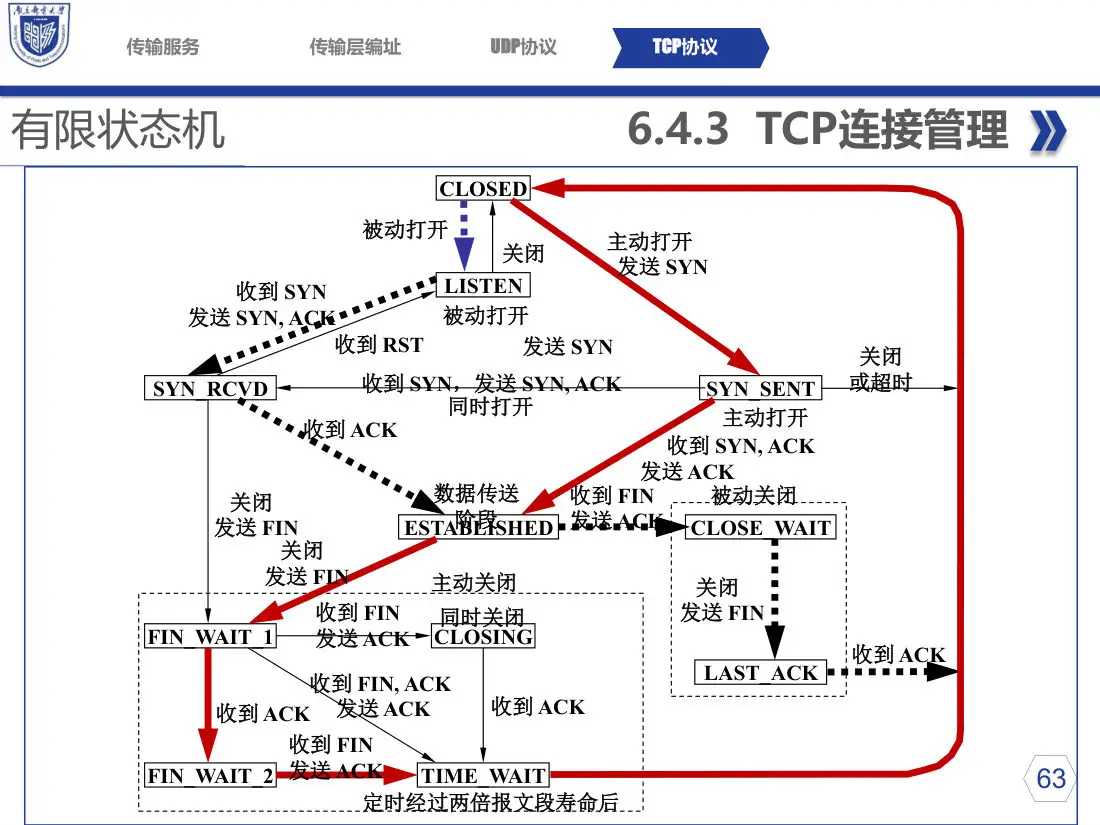 传输服务
传输层编址
UDP协议
TCP协议
有限状态机
6.4.3 TCP连接管理
CLOSED
被动打开
关闭
主动打开
发送 SYN
LISTEN
被动打开
收到 SYN
发送 SYN, ACK
收到 RST
发送 SYN
关闭
或超时
SYN_RCVD
收到 SYN，发送 SYN, ACK
同时打开
SYN_SENT
主动打开
收到 ACK
收到 SYN, ACK
发送 ACK
数据传送
阶段
ESTABLISHED
收到 FIN
发送 ACK
被动关闭
CLOSE_WAIT
关闭
发送 FIN
关闭
发送 FIN
主动关闭
关闭
发送 FIN
FIN_WAIT_1
收到 FIN
发送 ACK
同时关闭
CLOSING
LAST_ACK
收到 ACK
收到 FIN, ACK
发送 ACK
收到 ACK
收到 ACK
FIN_WAIT_2
收到 FIN
发送 ACK
TIME_WAIT
定时经过两倍报文段寿命后
63